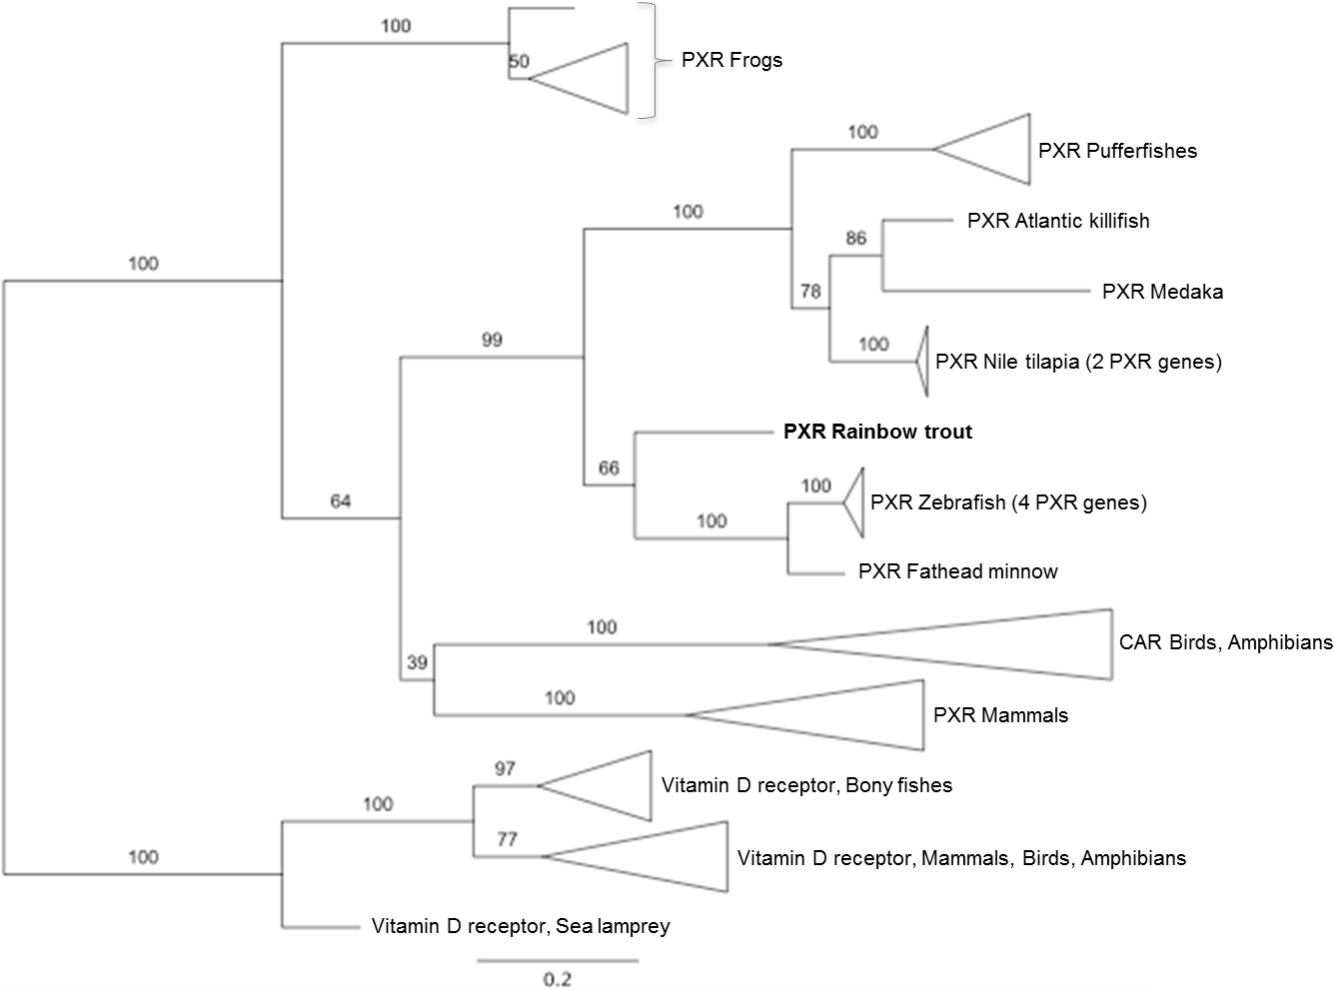 100
50
PXR Frogs
100
PXR Pufferfishes
100
86
PXR Atlantic killifish
100
78
PXR Medaka
99
100
PXR Nile tilapia (2 PXR genes)
PXR Rainbow trout
66
100
PXR Zebrafish (4 PXR genes)
64
100
PXR Fathead minnow
100
CAR Birds, Amphibians
39
100
PXR Mammals
97
Vitamin D receptor, Bony fishes
100
77
Vitamin D receptor, Mammals, Birds, Amphibians
100
Vitamin D receptor, Sea lamprey
0.2